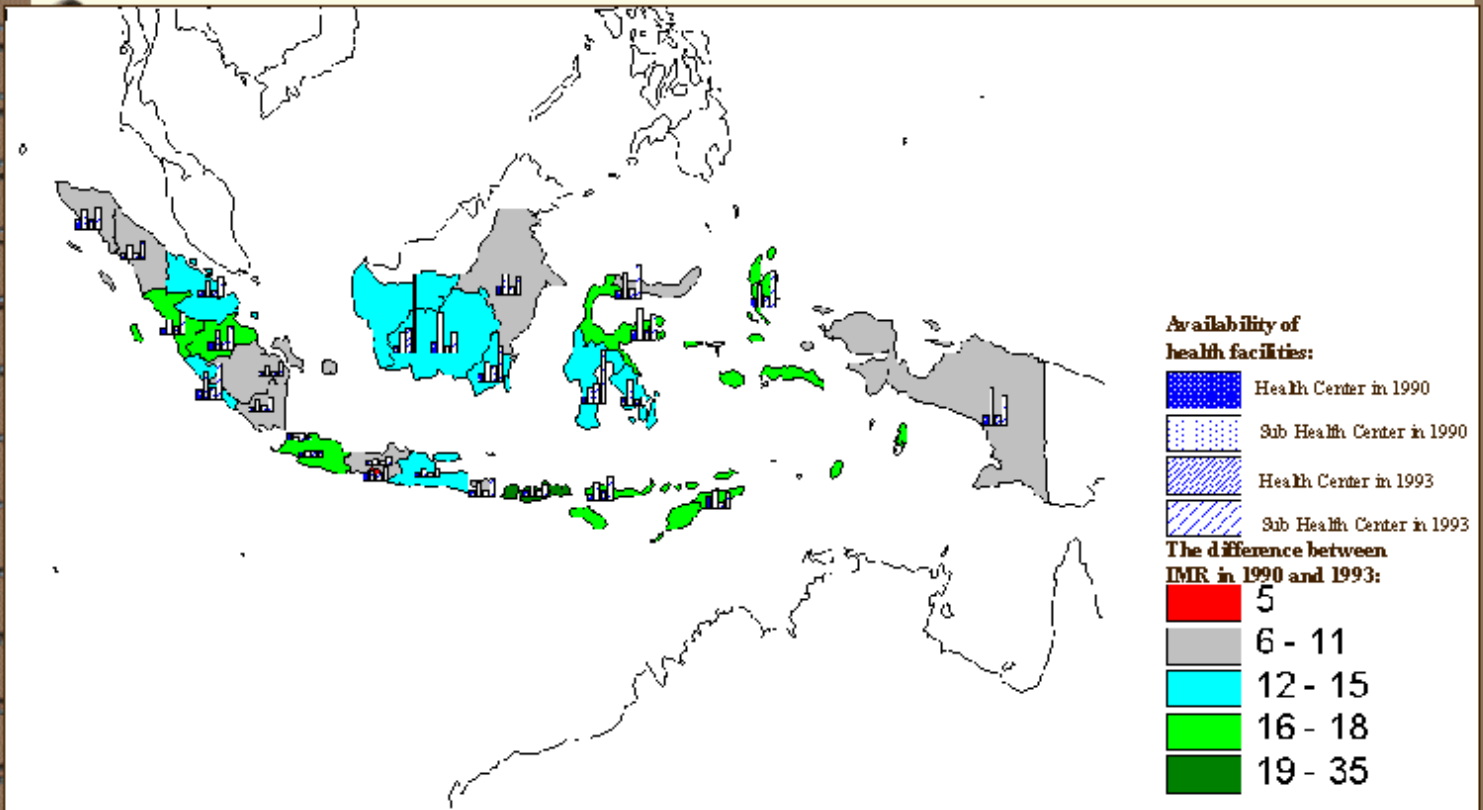 Availability of
health facilities:
Health Center in 1990
Sub Health Center in 1990
Health Center in 1993
Sub Health Center in 1993
The difference between
IMR in 1990 and 1993:
5
6 - 11
12 - 15
16 - 18
19 - 35